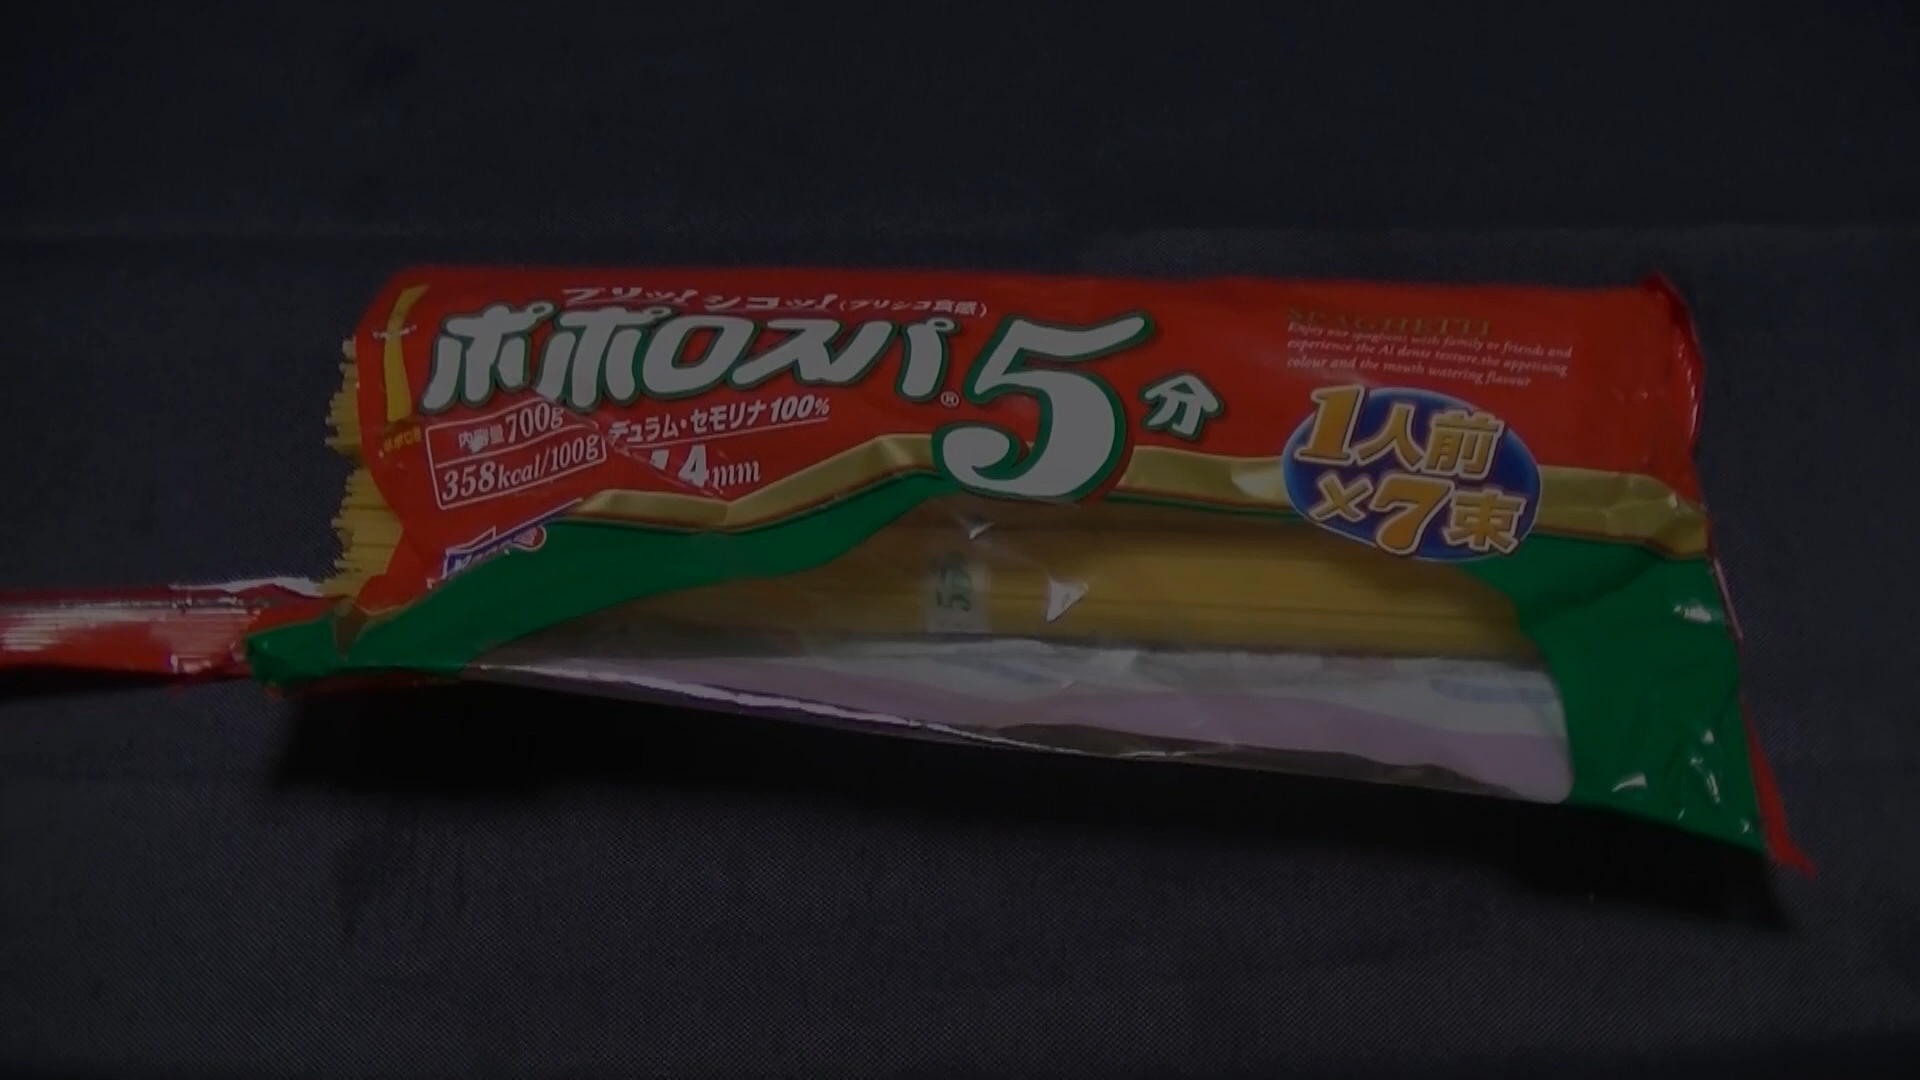 プリッ!シコッ!(プリシコ食感)
ポポロスパ® 5分
内容量700g
358kcal/100g
デュラム・セモリナ100%
1.4mm
SPAGHETTI
Enjoy our spaghetti with family or friends and
experience the Al dente texture,the appetising
colour and the mouth watering flavour
1人前
×7束